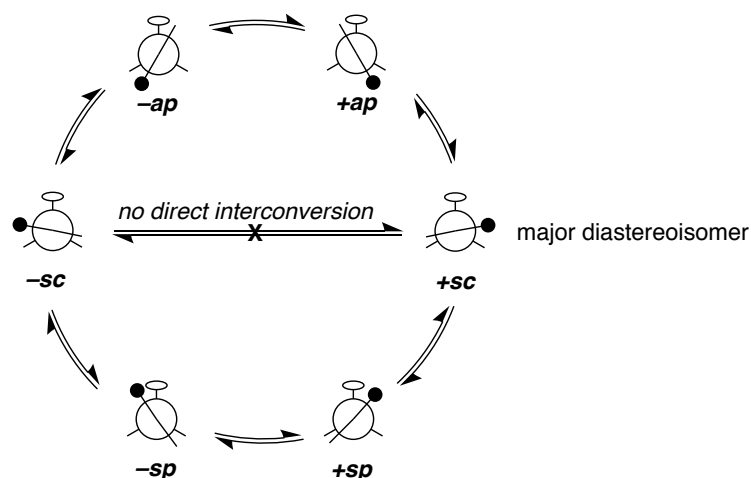 –ap
+ap
no direct interconversion
X
major diastereoisomer
–sc
+sc
–sp
+sp